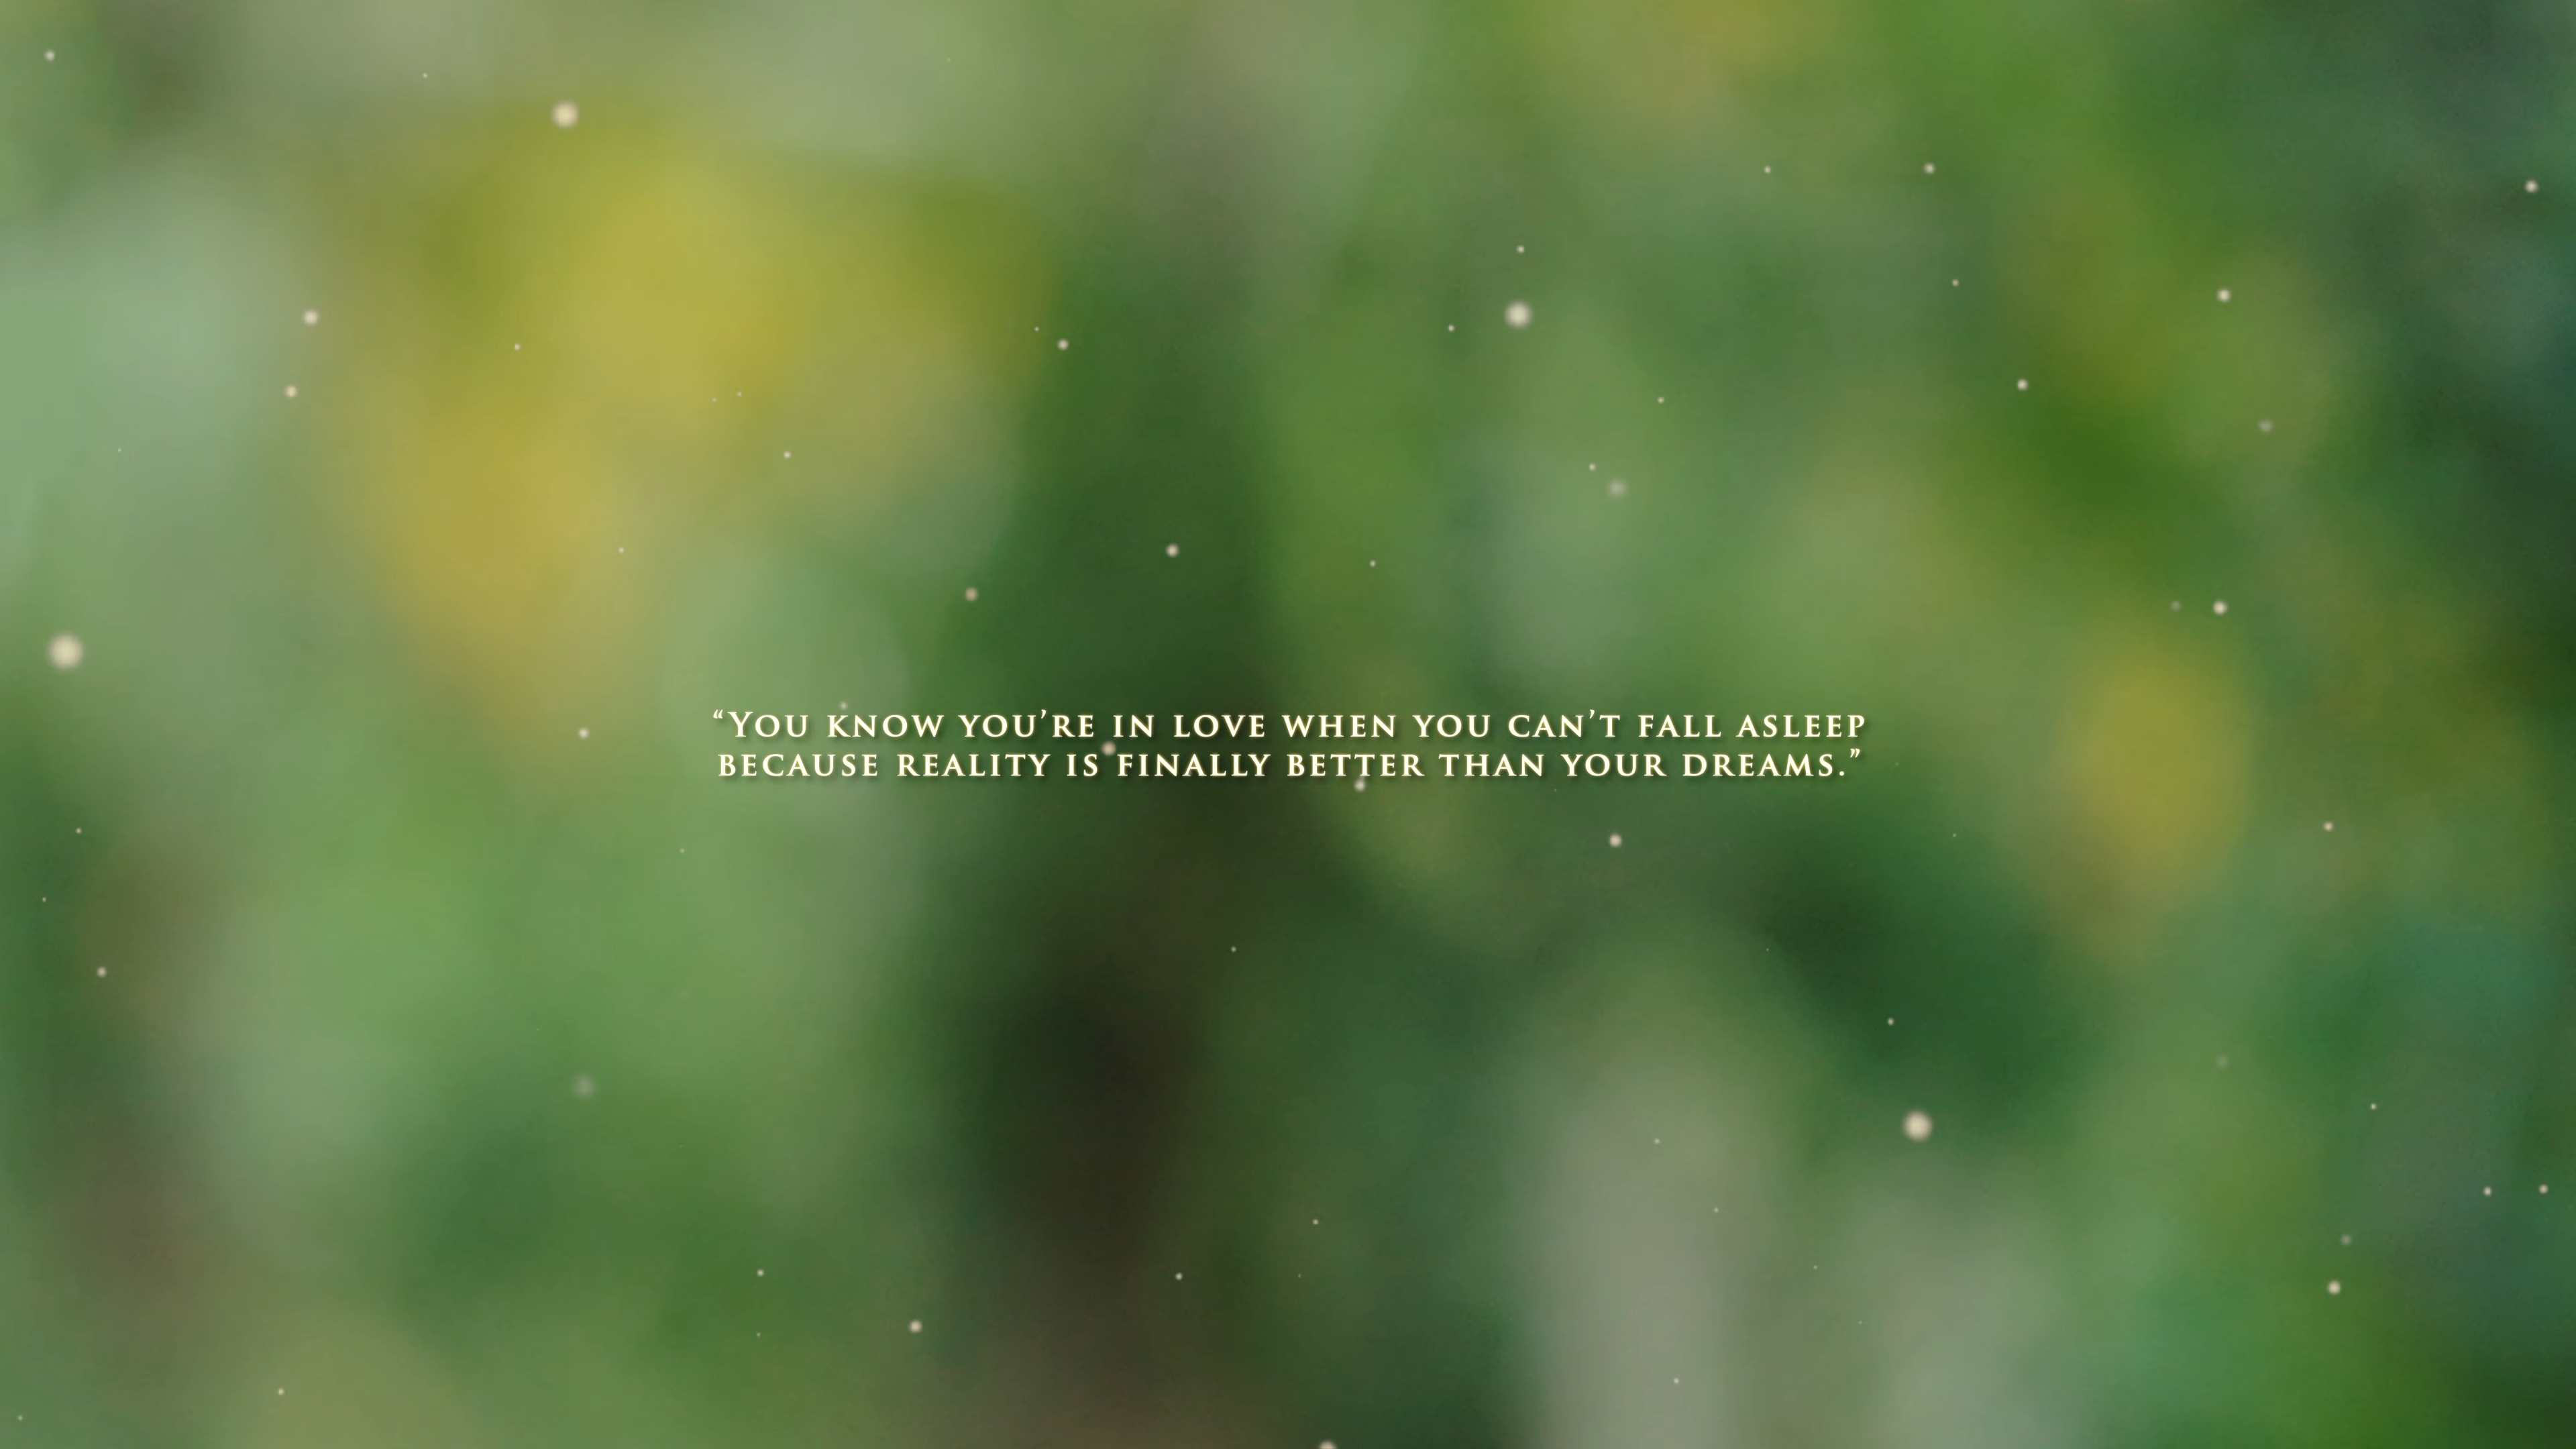 “You know you’re in love when you can’t fall asleep
because reality is finally better than your dreams.”